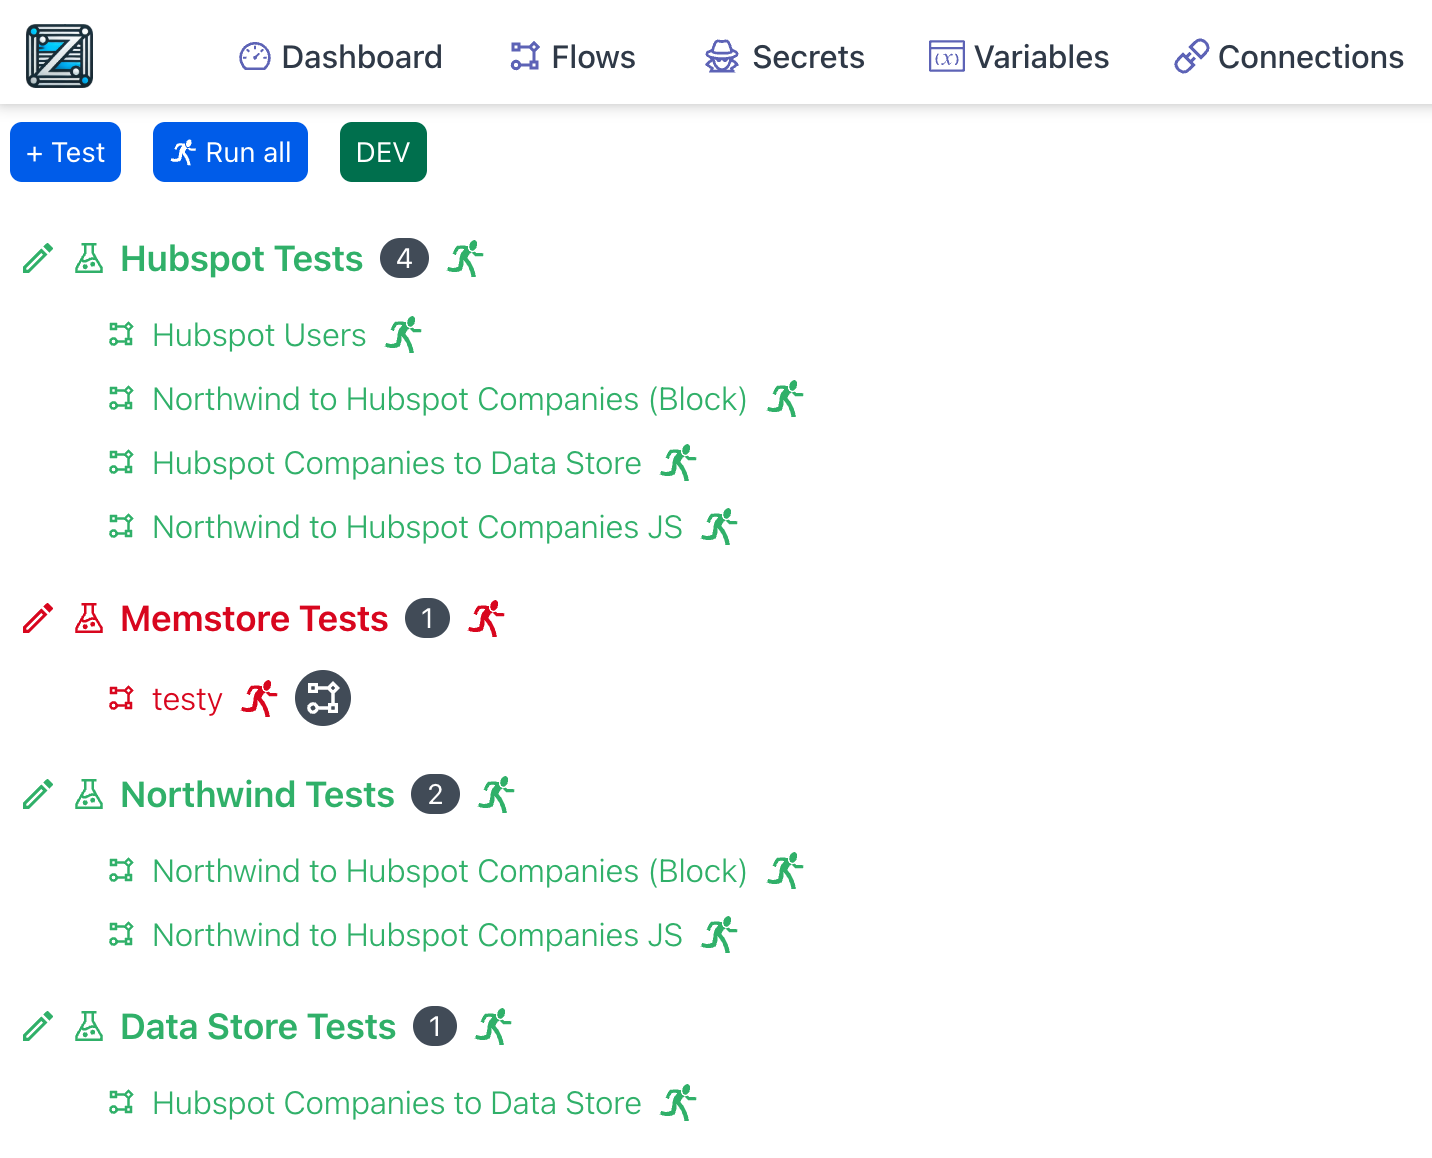 Z Dashboard Flows Secrets (x) Variables Connections
+ Test Run all DEV
Hubspot Tests 4
Hubspot Users
Northwind to Hubspot Companies (Block)
Hubspot Companies to Data Store
Northwind to Hubspot Companies JS
Memstore Tests 1
testy
Northwind Tests 2
Northwind to Hubspot Companies (Block)
Northwind to Hubspot Companies JS
Data Store Tests 1
Hubspot Companies to Data Store